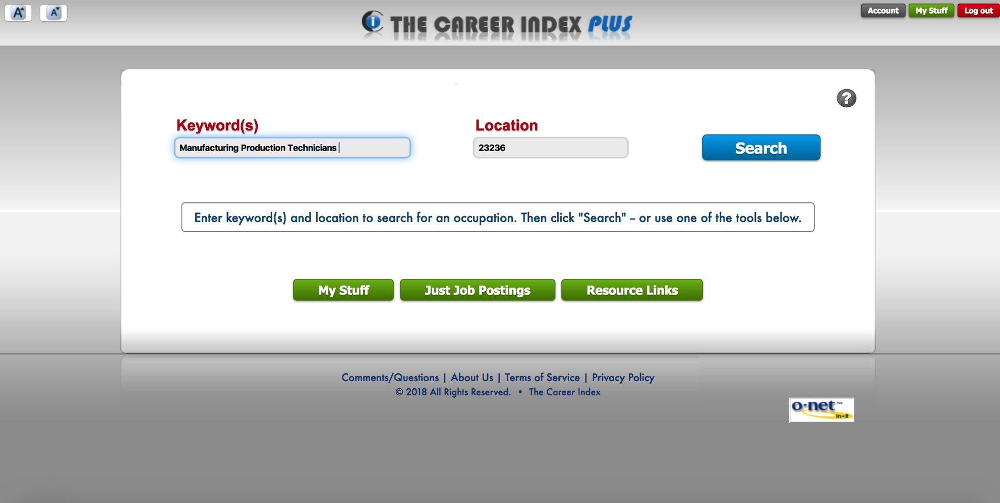 A A
Account My Stuff Log out
i THE CAREER INDEX PLUS
?
Keyword(s) Location
Manufacturing Production Technicians 23236 Search
Enter keyword(s) and location to search for an occupation. Then click "Search" – or use one of the tools below.
My Stuff Just Job Postings Resource Links
Comments/Questions | About Us | Terms of Service | Privacy Policy
© 2018 All Rights Reserved. • The Career Index
o*net™
in-it